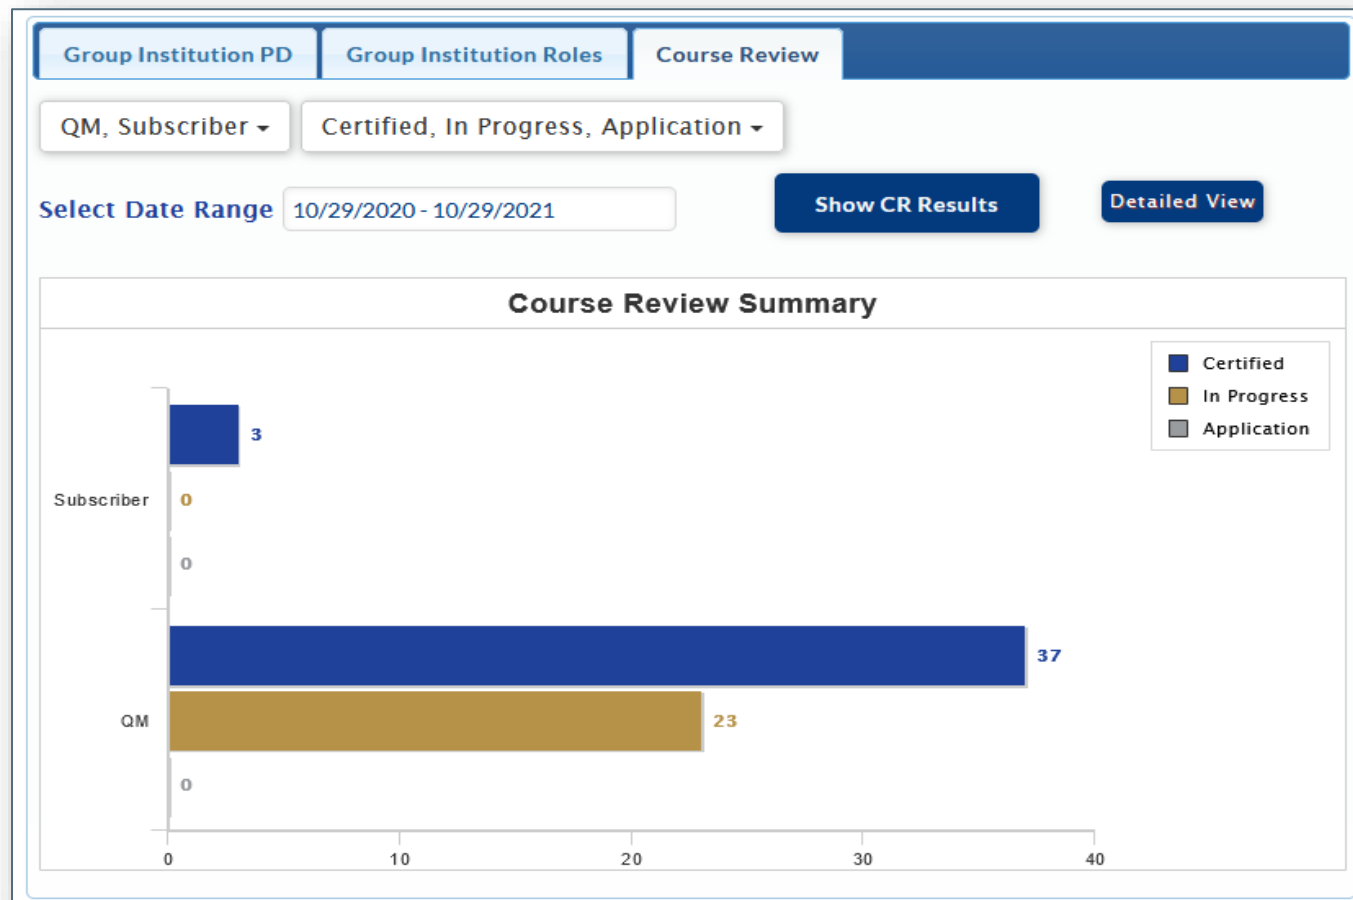 Group Institution PD
Group Institution Roles
Course Review
QM, Subscriber
Certified, In Progress, Application
Select Date Range
10/29/2020 - 10/29/2021
Show CR Results
Detailed View
Course Review Summary
Certified
In Progress
Application
3
Subscriber
0
0
37
QM
23
0
0
10
20
30
40